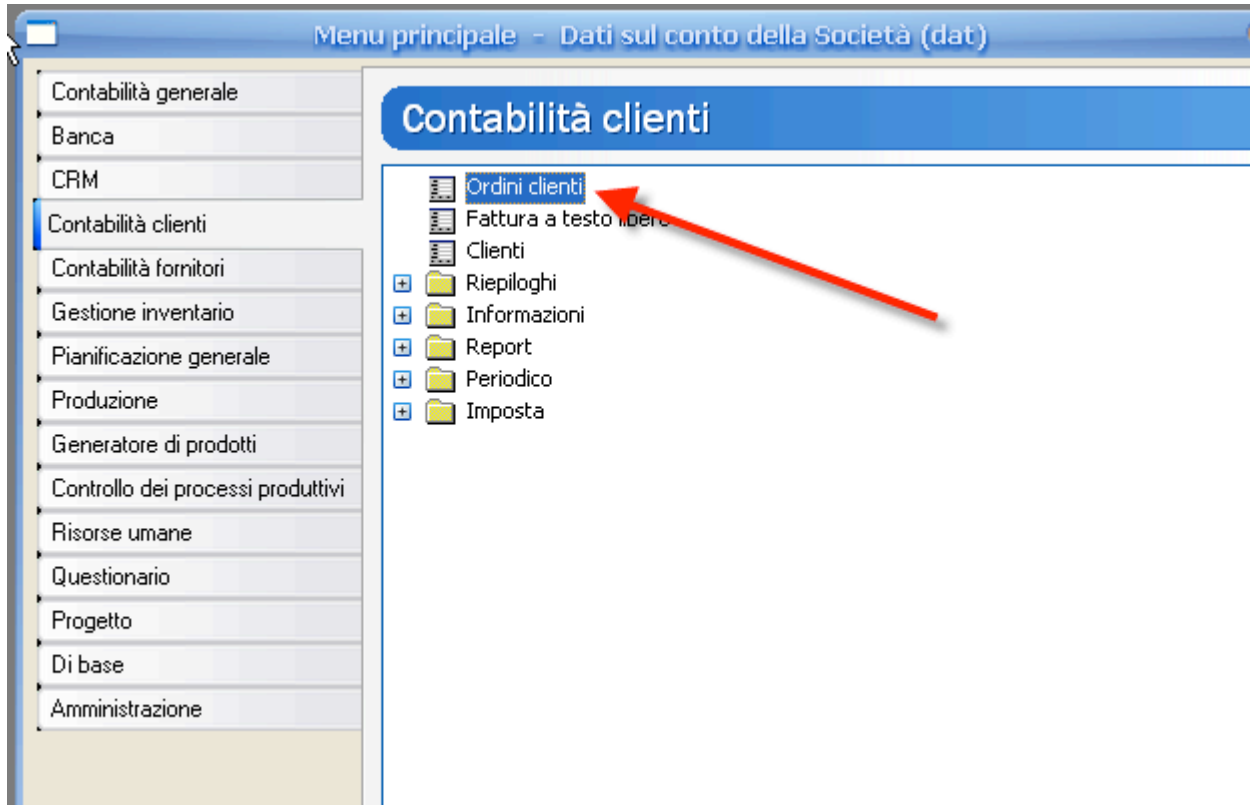 Menu principale - Dati sul conto della Società (dat)
Contabilità generale
Banca
CRM
Contabilità clienti
Contabilità fornitori
Gestione inventario
Pianificazione generale
Produzione
Generatore di prodotti
Controllo dei processi produttivi
Risorse umane
Questionario
Progetto
Di base
Amministrazione
Contabilità clienti
Ordini clienti
Fattura a testo libero
Clienti
Riepiloghi
Informazioni
Report
Periodico
Imposta